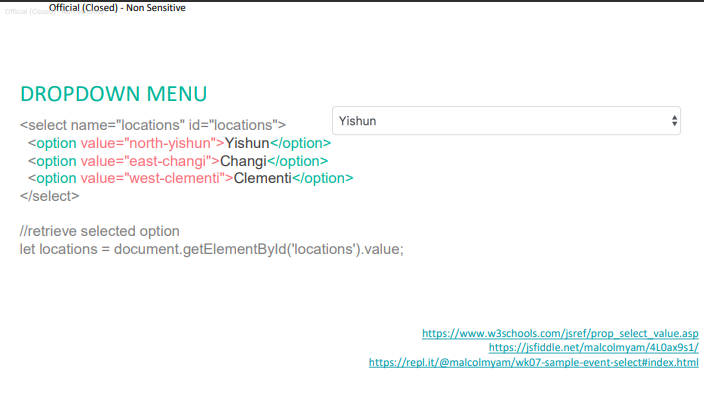 Official (Closed) - Non Sensitive
DROPDOWN MENU
<select name="locations" id="locations">
<option value="north-yishun">Yishun</option>
<option value="east-changi">Changi</option>
<option value="west-clementi">Clementi</option>
</select>
Yishun
//retrieve selected option
let locations = document.getElementById('locations').value;
https://www.w3schools.com/jsref/prop_select_value.asp
https://jsfiddle.net/malcolmyam/4L0ax9s1/
https://repl.it/@malcolmyam/wk07-sample-event-select#index.html